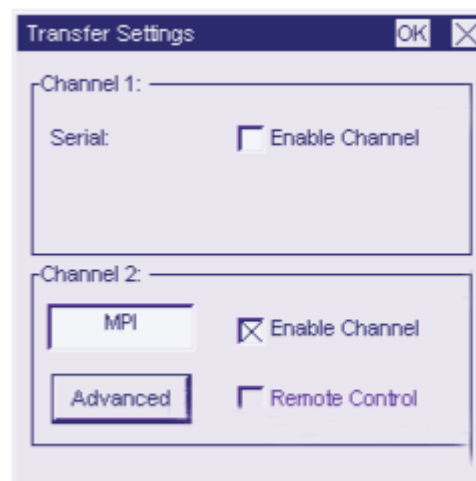 Transfer Settings OK
Channel 1:
Serial: Enable Channel
Channel 2:
MPI Enable Channel
Advanced Remote Control